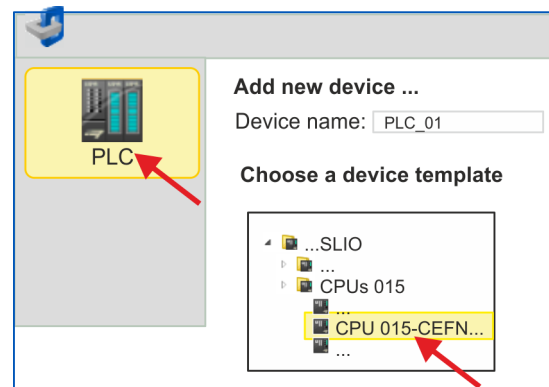 PLC
Add new device ...
Device name: PLC_01
Choose a device template
...SLIO
...
CPUs 015
...
CPU 015-CEFN...
...